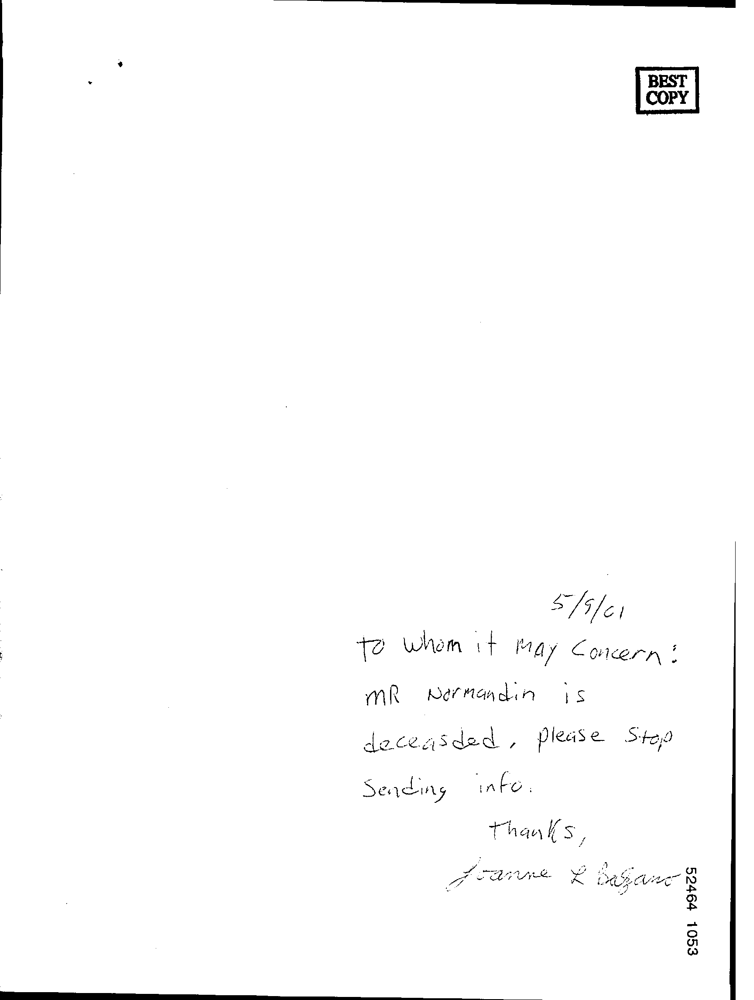 BEST
COPY
5/9/01
To Whom it MAY Concern:
MR Normandin is
deceasded, please Stop
Sending info.
Thanks,
Joanne L
52464 1053